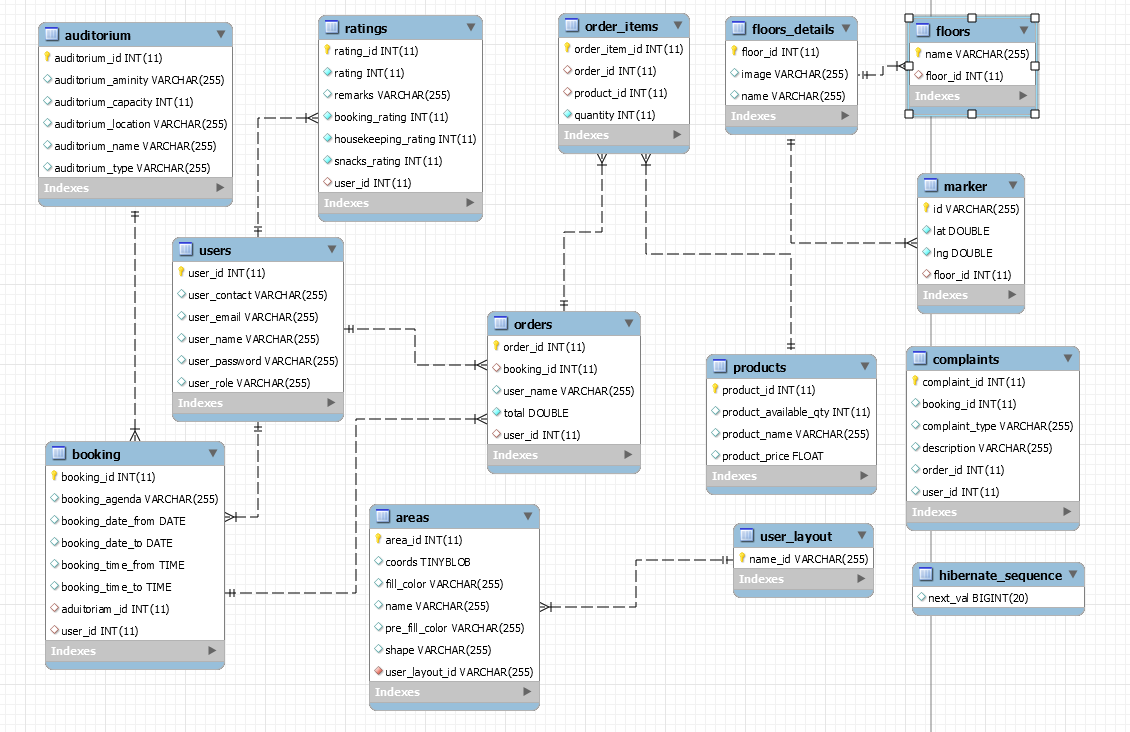 auditorium
auditorium_id INT(11)
auditorium_aminity VARCHAR(255)
auditorium_capacity INT(11)
auditorium_location VARCHAR(255)
auditorium_name VARCHAR(255)
auditorium_type VARCHAR(255)
Indexes
ratings
rating_id INT(11)
rating INT(11)
remarks VARCHAR(255)
booking_rating INT(11)
housekeeping_rating INT(11)
snacks_rating INT(11)
user_id INT(11)
Indexes
order_items
order_item_id INT(11)
order_id INT(11)
product_id INT(11)
quantity INT(11)
Indexes
floors_details
floor_id INT(11)
image VARCHAR(255)
name VARCHAR(255)
Indexes
floors
name VARCHAR(255)
floor_id INT(11)
Indexes
marker
id VARCHAR(255)
lat DOUBLE
lng DOUBLE
floor_id INT(11)
Indexes
users
user_id INT(11)
user_contact VARCHAR(255)
user_email VARCHAR(255)
user_name VARCHAR(255)
user_password VARCHAR(255)
user_role VARCHAR(255)
Indexes
orders
order_id INT(11)
booking_id INT(11)
user_name VARCHAR(255)
total DOUBLE
user_id INT(11)
Indexes
products
product_id INT(11)
product_available_qty INT(11)
product_name VARCHAR(255)
product_price FLOAT
Indexes
complaints
complaint_id INT(11)
booking_id INT(11)
complaint_type VARCHAR(255)
description VARCHAR(255)
order_id INT(11)
user_id INT(11)
Indexes
booking
booking_id INT(11)
booking_agenda VARCHAR(255)
booking_date_from DATE
booking_date_to DATE
booking_time_from TIME
booking_time_to TIME
aduitoriam_id INT(11)
user_id INT(11)
Indexes
areas
area_id INT(11)
coords TINYBLOB
fill_color VARCHAR(255)
name VARCHAR(255)
pre_fill_color VARCHAR(255)
shape VARCHAR(255)
user_layout_id VARCHAR(255)
Indexes
user_layout
name_id VARCHAR(255)
Indexes
hibernate_sequence
next_val BIGINT(20)